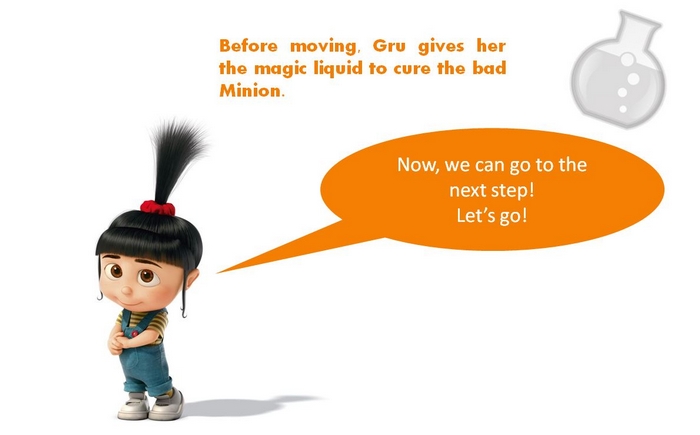 Before moving, Gru gives her
the magic liquid to cure the bad
Minion.
Now, we can go to the
next step!
Let's go!